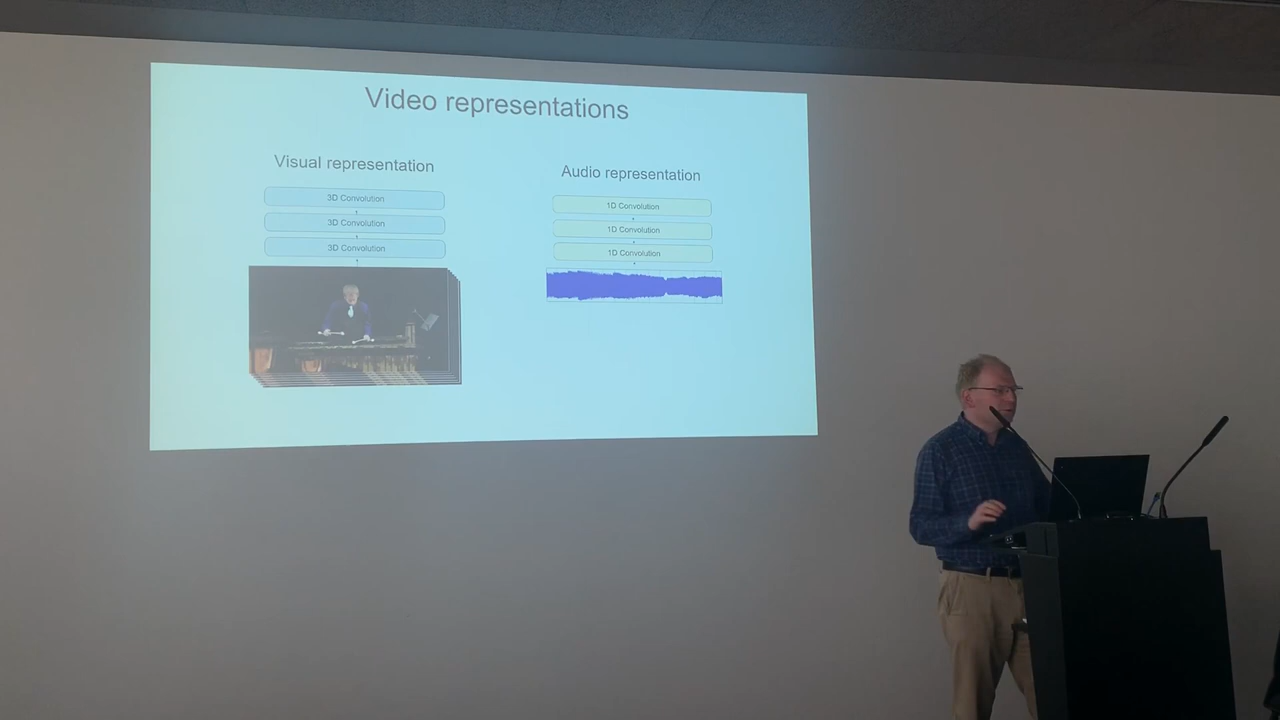 Video representations
Visual representation
3D Convolution
3D Convolution
3D Convolution
Audio representation
1D Convolution
1D Convolution
1D Convolution